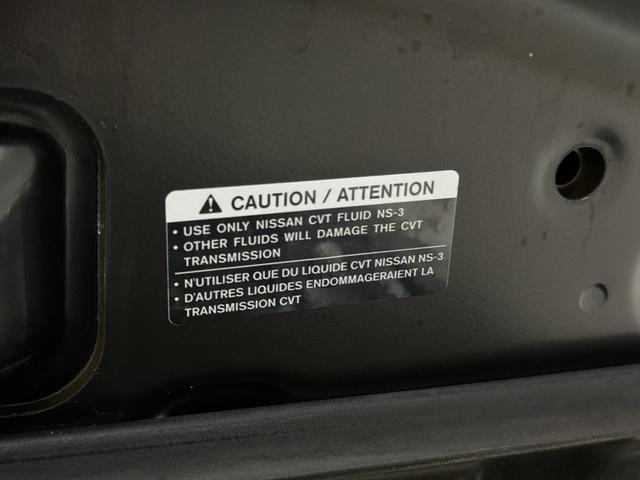 CAUTION / ATTENTION
• USE ONLY NISSAN CVT FLUID NS-3
• OTHER FLUIDS WILL DAMAGE THE CVT
TRANSMISSION
• N'UTILISER QUE DU LIQUIDE CVT NISSAN NS-3
• D'AUTRES LIQUIDES ENDOMMAGERAIENT LA
TRANSMISSION CVT